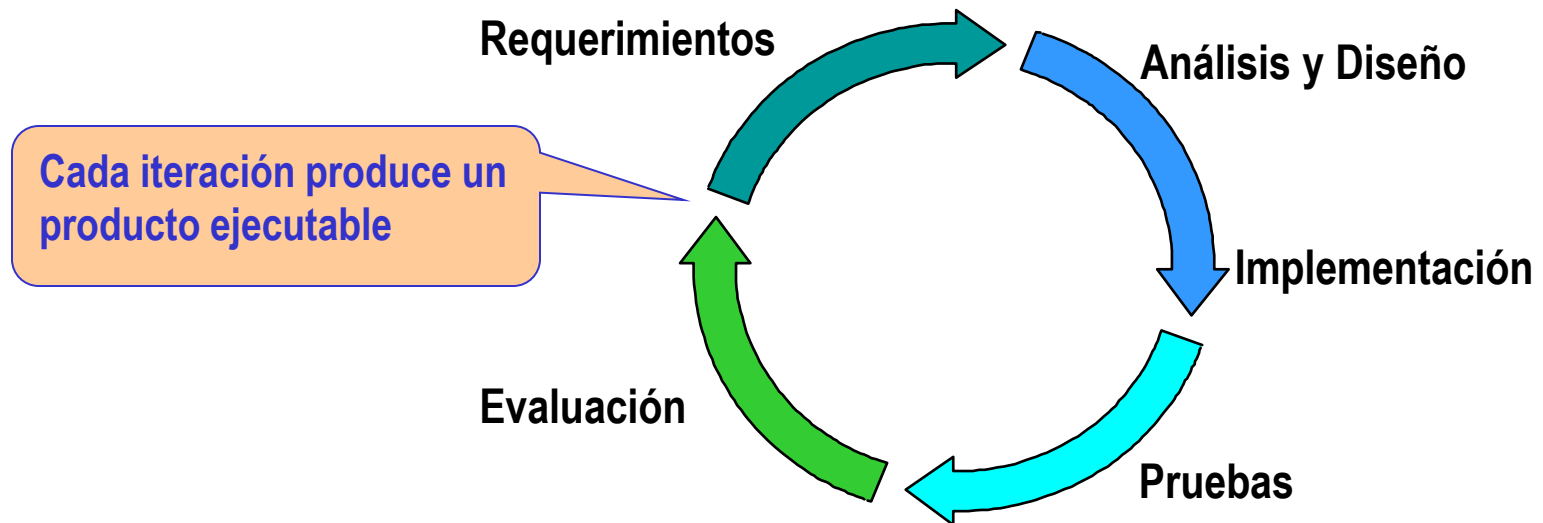 Requerimientos
Análisis y Diseño
Cada iteración produce un
producto ejecutable
Implementación
Evaluación
Pruebas